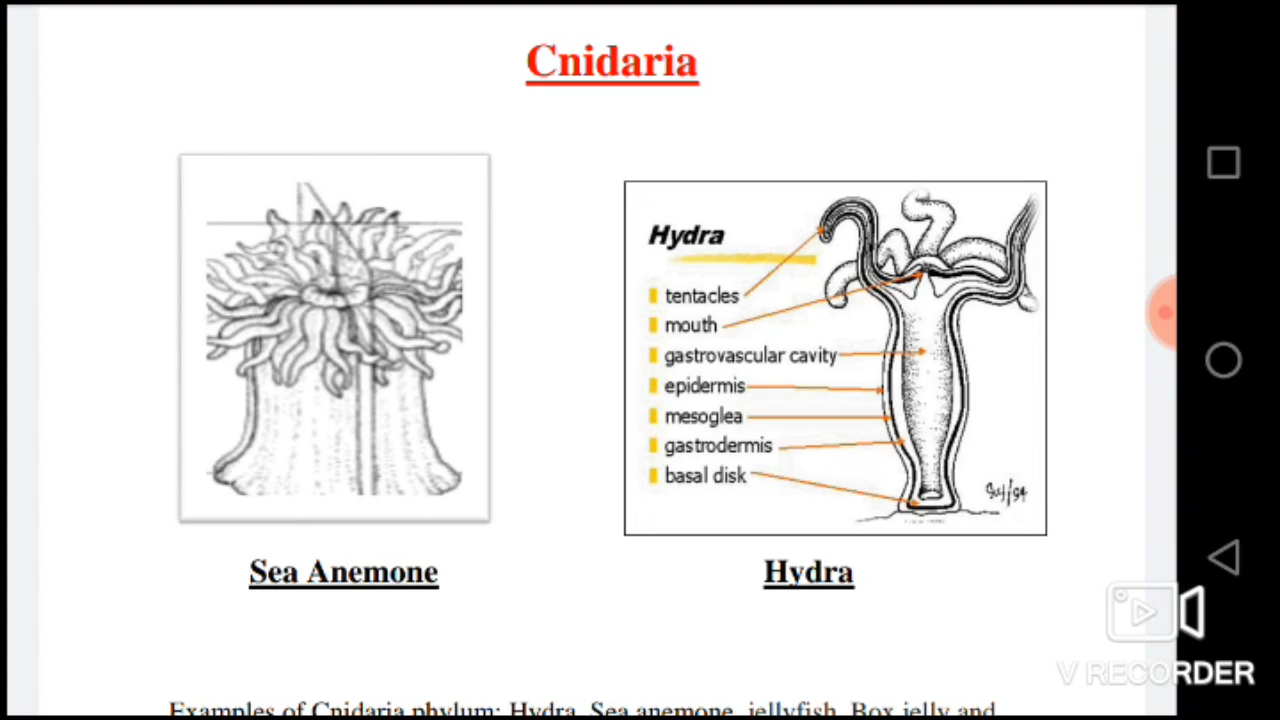 Cnidaria
Hydra
tentacles
mouth
gastrovascular cavity
epidermis
mesoglea
gastrodermis
basal disk
Sea Anemone
Hydra
Examples of Cnidaria phylum: Hydra, Sea anemone, jellyfish, Box jelly and
V RECORDER